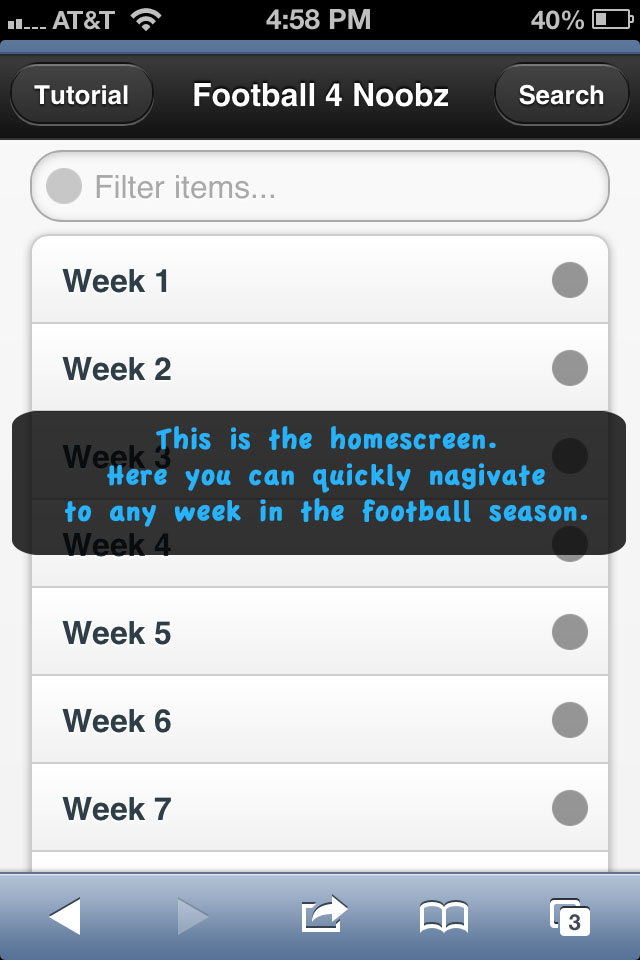 AT&T 4:58 PM 40%
Tutorial Football 4 Noobz Search
Filter items...
Week 1
Week 2
Week 3
This is the homescreen.
Here you can quickly nagivate
to any week in the football season.
Week 4
Week 5
Week 6
Week 7
3